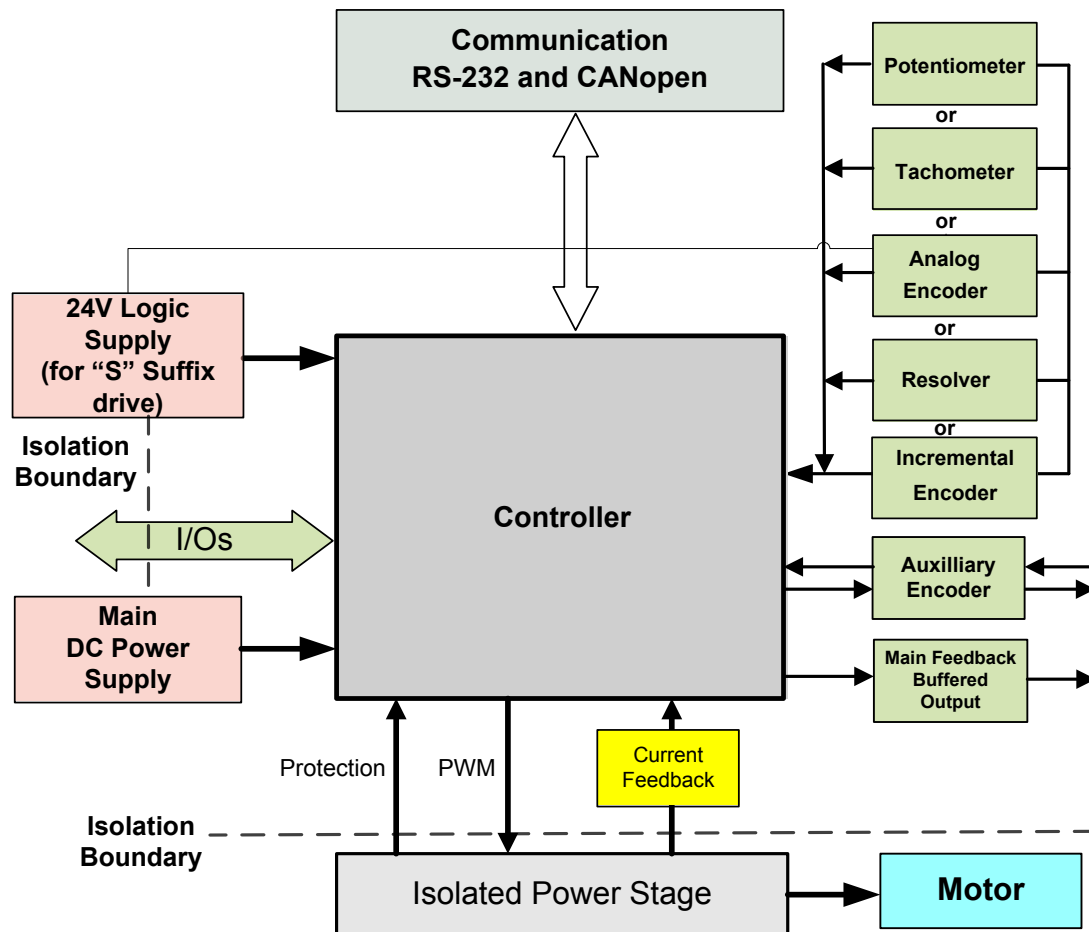 Communication
RS-232 and CANopen
Potentiometer
or
Tachometer
or
Analog
Encoder
or
Resolver
or
Incremental
Encoder
24V Logic
Supply
(for “S” Suffix
drive)
Isolation
Boundary
I/Os
Controller
Main
DC Power
Supply
Auxilliary
Encoder
Main Feedback
Buffered
Output
Protection
PWM
Current
Feedback
Isolation
Boundary
Isolated Power Stage
Motor